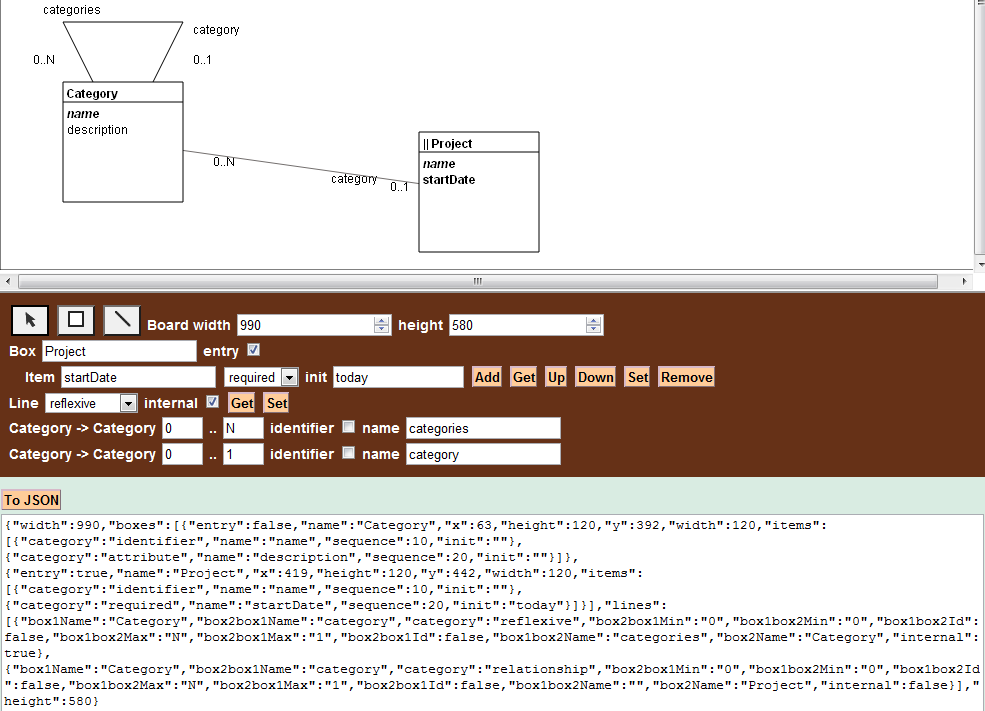 categories
category
0..N
0..1
Category
name
description
|| Project
name
startDate
0..N
category
0..1
Board width 990 height 580
Box Project entry
Item startDate required init today Add Get Up Down Set Remove
Line reflexive internal Get Set
Category -> Category 0 .. N identifier name categories
Category -> Category 0 .. 1 identifier name category
To JSON
{"width":990,"boxes":[{"entry":false,"name":"Category","x":63,"height":120,"y":392,"width":120,"items":
[{"category":"identifier","name":"name","sequence":10,"init":""},
{"category":"attribute","name":"description","sequence":20,"init":""}]},
{"entry":true,"name":"Project","x":419,"height":120,"y":442,"width":120,"items":
[{"category":"identifier","name":"name","sequence":10,"init":""},
{"category":"required","name":"startDate","sequence":20,"init":"today"}]}],"lines":
[{"box1Name":"Category","box2box1Name":"category","category":"reflexive","box2box1Min":"0","box1box2Min":"0","box1box2Id":
false,"box1box2Max":"N","box2box1Max":"1","box2box1Id":false,"box1box2Name":"categories","box2Name":"Category","internal":
true},
{"box1Name":"Category","box2box1Name":"category","category":"relationship","box2box1Min":"0","box1box2Min":"0","box1box2Id
":false,"box1box2Max":"N","box2box1Max":"1","box2box1Id":false,"box1box2Name":"","box2Name":"Project","internal":false}],"
height":580}